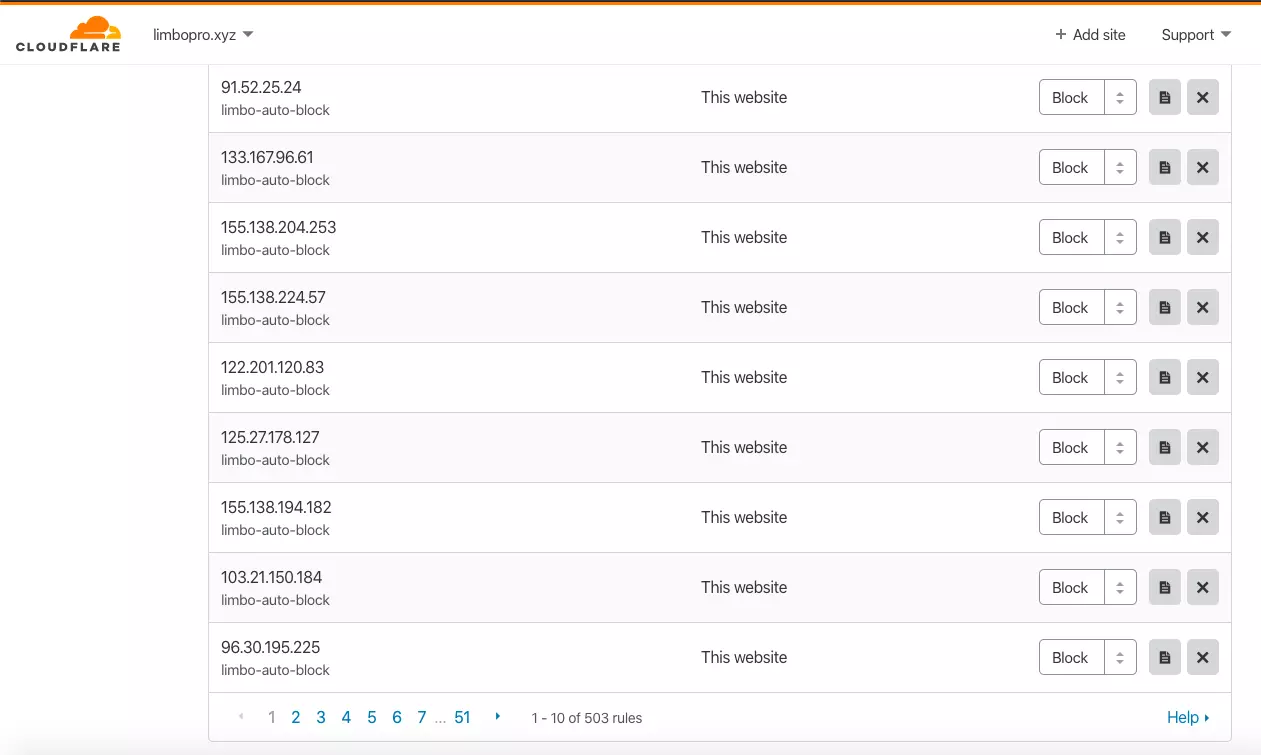 CLOUDFLARE
limbopro.xyz
+ Add site
Support
91.52.25.24
limbo-auto-block
This website
Block
133.167.96.61
limbo-auto-block
This website
Block
155.138.204.253
limbo-auto-block
This website
Block
155.138.224.57
limbo-auto-block
This website
Block
122.201.120.83
limbo-auto-block
This website
Block
125.27.178.127
limbo-auto-block
This website
Block
155.138.194.182
limbo-auto-block
This website
Block
103.21.150.184
limbo-auto-block
This website
Block
96.30.195.225
limbo-auto-block
This website
Block
1 2 3 4 5 6 7 ... 51
1 - 10 of 503 rules
Help